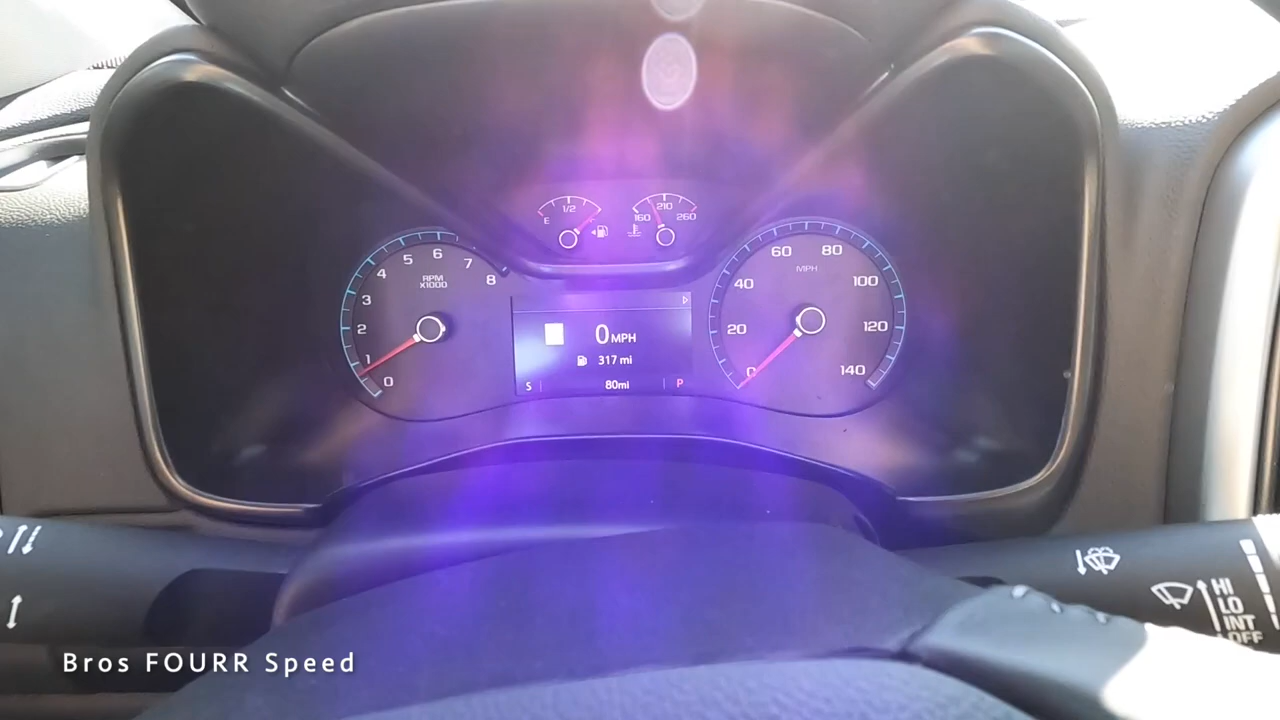 E 1/2
160 210 260
0 1 2 3 4 5 6 7 8
RPM
X1000
0 MPH
317 mi
S 80mi P
0 20 40 60 80 100 120 140
MPH
HI
LO
INT
OFF
Bros FOURR Speed